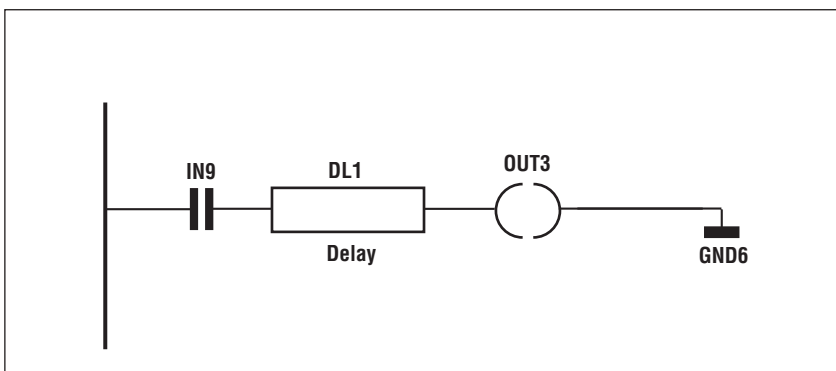 IN9
DL1
OUT3
Delay
GND6